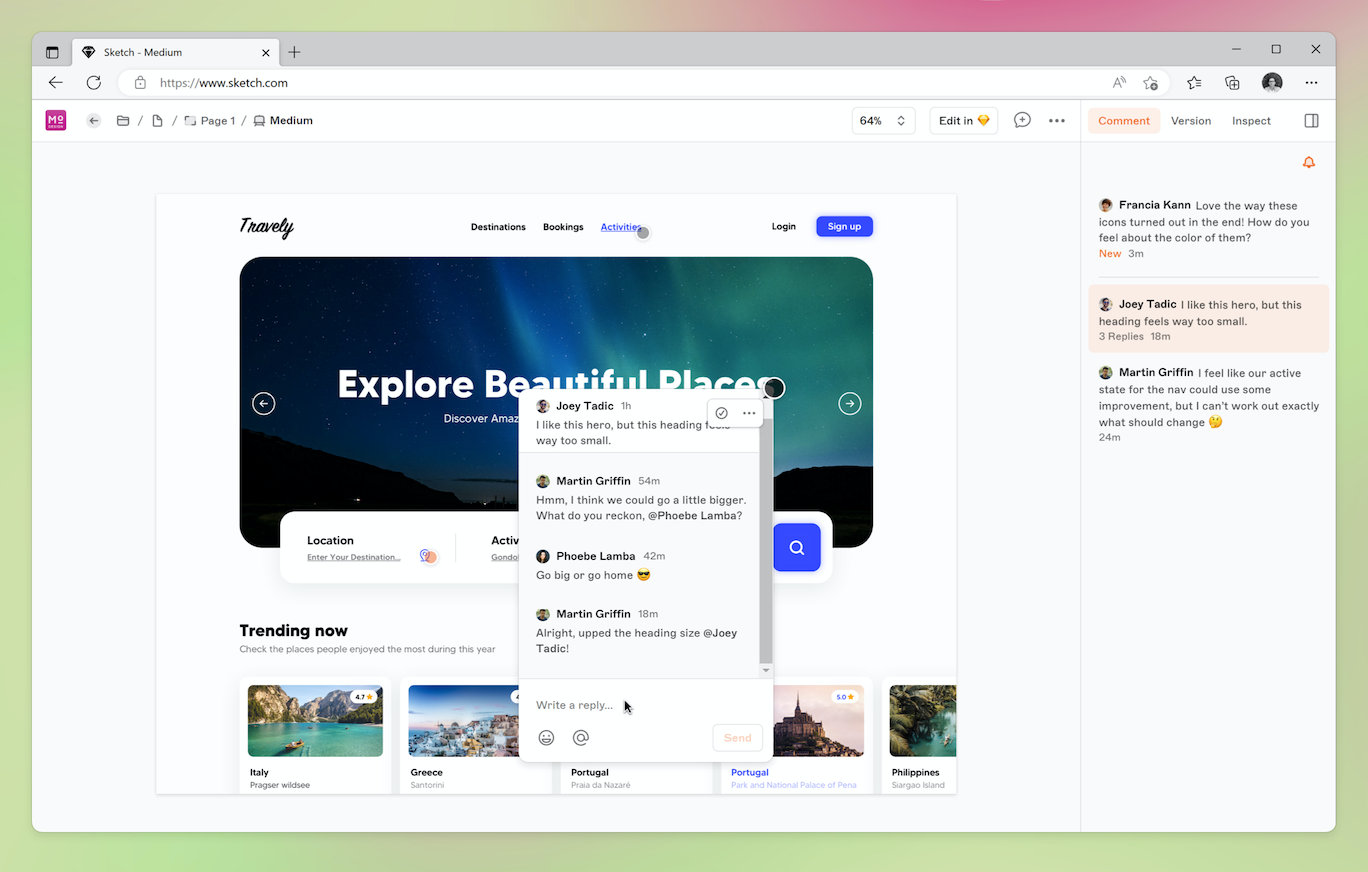 Sketch - Medium
https://www.sketch.com
MO
DESIGN
/ / Page 1 / Medium
64%
Edit in
Comment Version Inspect
Travely
Destinations Bookings Activities
Login Sign up
Explore Beautiful Places
Discover Amaz
Location
Enter Your Destination...
Activ
Gondol
Trending now
Check the places people enjoyed the most during this year
4.7
4
5.0
Italy
Pragser wildsee
Greece
Santorini
Portugal
Praia da Nazaré
Portugal
Park and National Palace of Pena
Philippines
Siargao Island
Joey Tadic 1h
I like this hero, but this heading feels
way too small.
Martin Griffin 54m
Hmm, I think we could go a little bigger.
What do you reckon, @Phoebe Lamba?
Phoebe Lamba 42m
Go big or go home 😎
Martin Griffin 18m
Alright, upped the heading size @Joey
Tadic!
Write a reply...
Send
Francia Kann Love the way these
icons turned out in the end! How do you
feel about the color of them?
New 3m
Joey Tadic I like this hero, but this
heading feels way too small.
3 Replies 18m
Martin Griffin I feel like our active
state for the nav could use some
improvement, but I can't work out exactly
what should change 🤔
24m